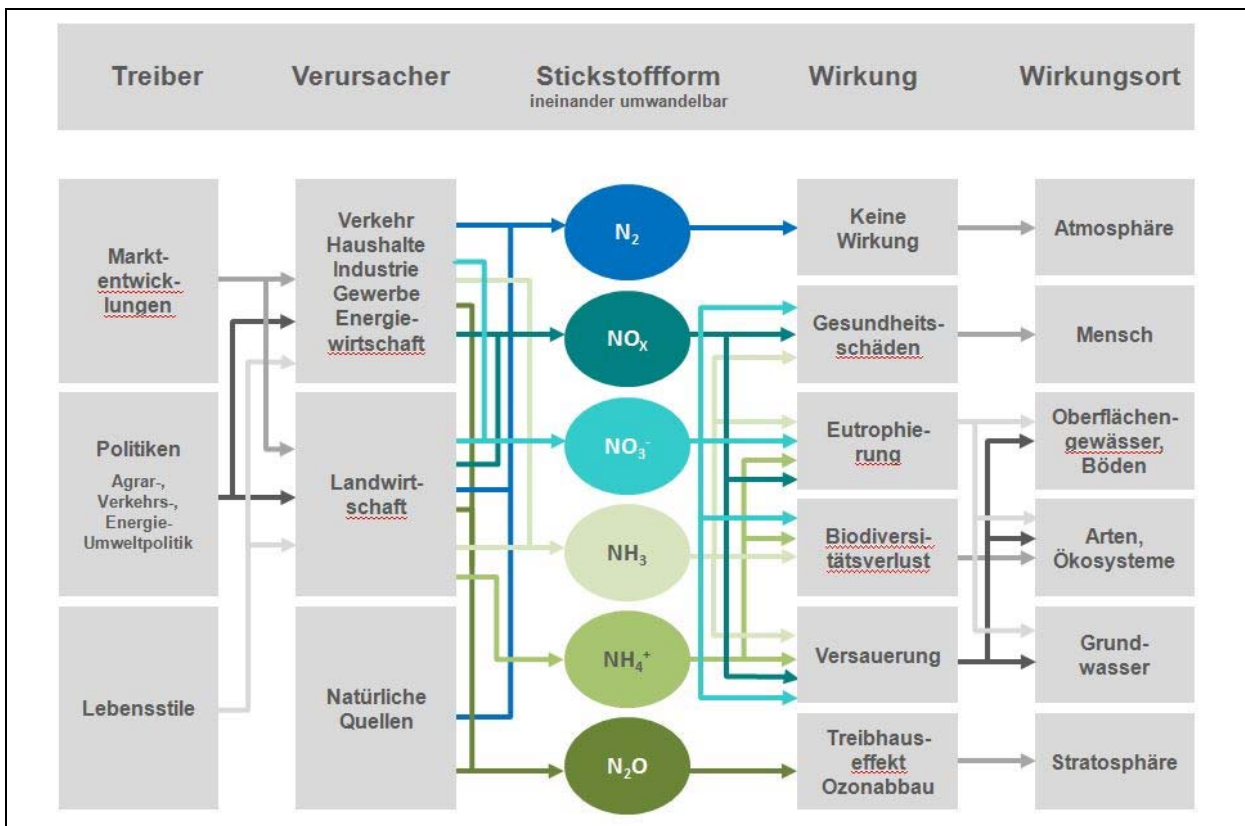 Treiber
Verursacher
Stickstoffform
ineinander umwandelbar
Wirkung
Wirkungsort
Markt-
entwick-
lungen
Politiken
Agrar-,
Verkehrs-,
Energie-
Umweltpolitik
Lebensstile
Verkehr
Haushalte
Industrie
Gewerbe
Energie-
wirtschaft
Landwirt-
schaft
Natürliche
Quellen
N₂
NOₓ
NO₃⁻
NH₃
NH₄⁺
N₂O
Keine
Wirkung
Gesundheits-
schäden
Eutrophie-
rung
Biodiversi-
tätsverlust
Versauerung
Treibhaus-
effekt
Ozonabbau
Atmosphäre
Mensch
Oberflächen-
gewässer,
Böden
Arten,
Ökosysteme
Grund-
wasser
Stratosphäre